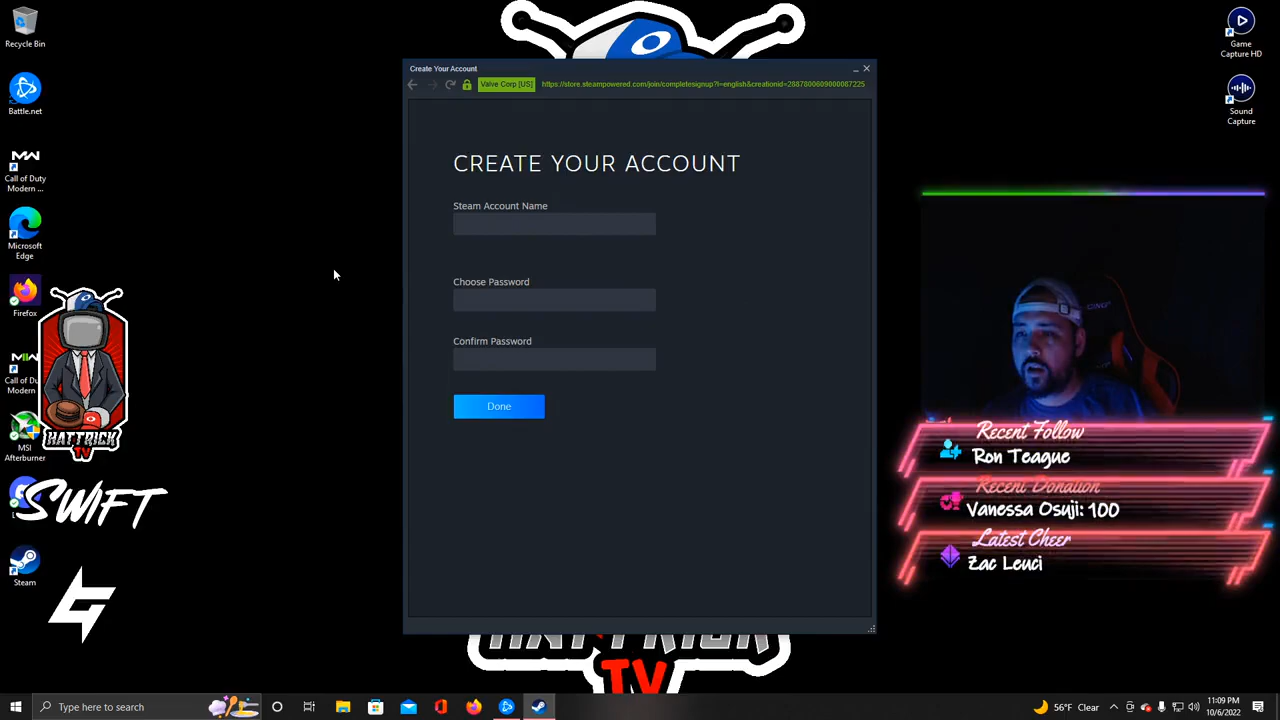 Recycle Bin
Battle.net
Call of Duty
Modern ...
Microsoft
Edge
Firefox
Call of Du
Modern
MSI
Afterburner
Steam
HATTRICK
TV
SWIFT
Create Your Account
Valve Corp [US]
CREATE YOUR ACCOUNT
Steam Account Name
Choose Password
Confirm Password
Done
TV
Game
Capture HD
Sound
Capture
Recent Follow
Ron Teague
Recent Donation
Vanessa Osuji: 100
Latest Cheer
Zac Leuci
Type here to search
56°F Clear
11:09 PM
10/6/2022